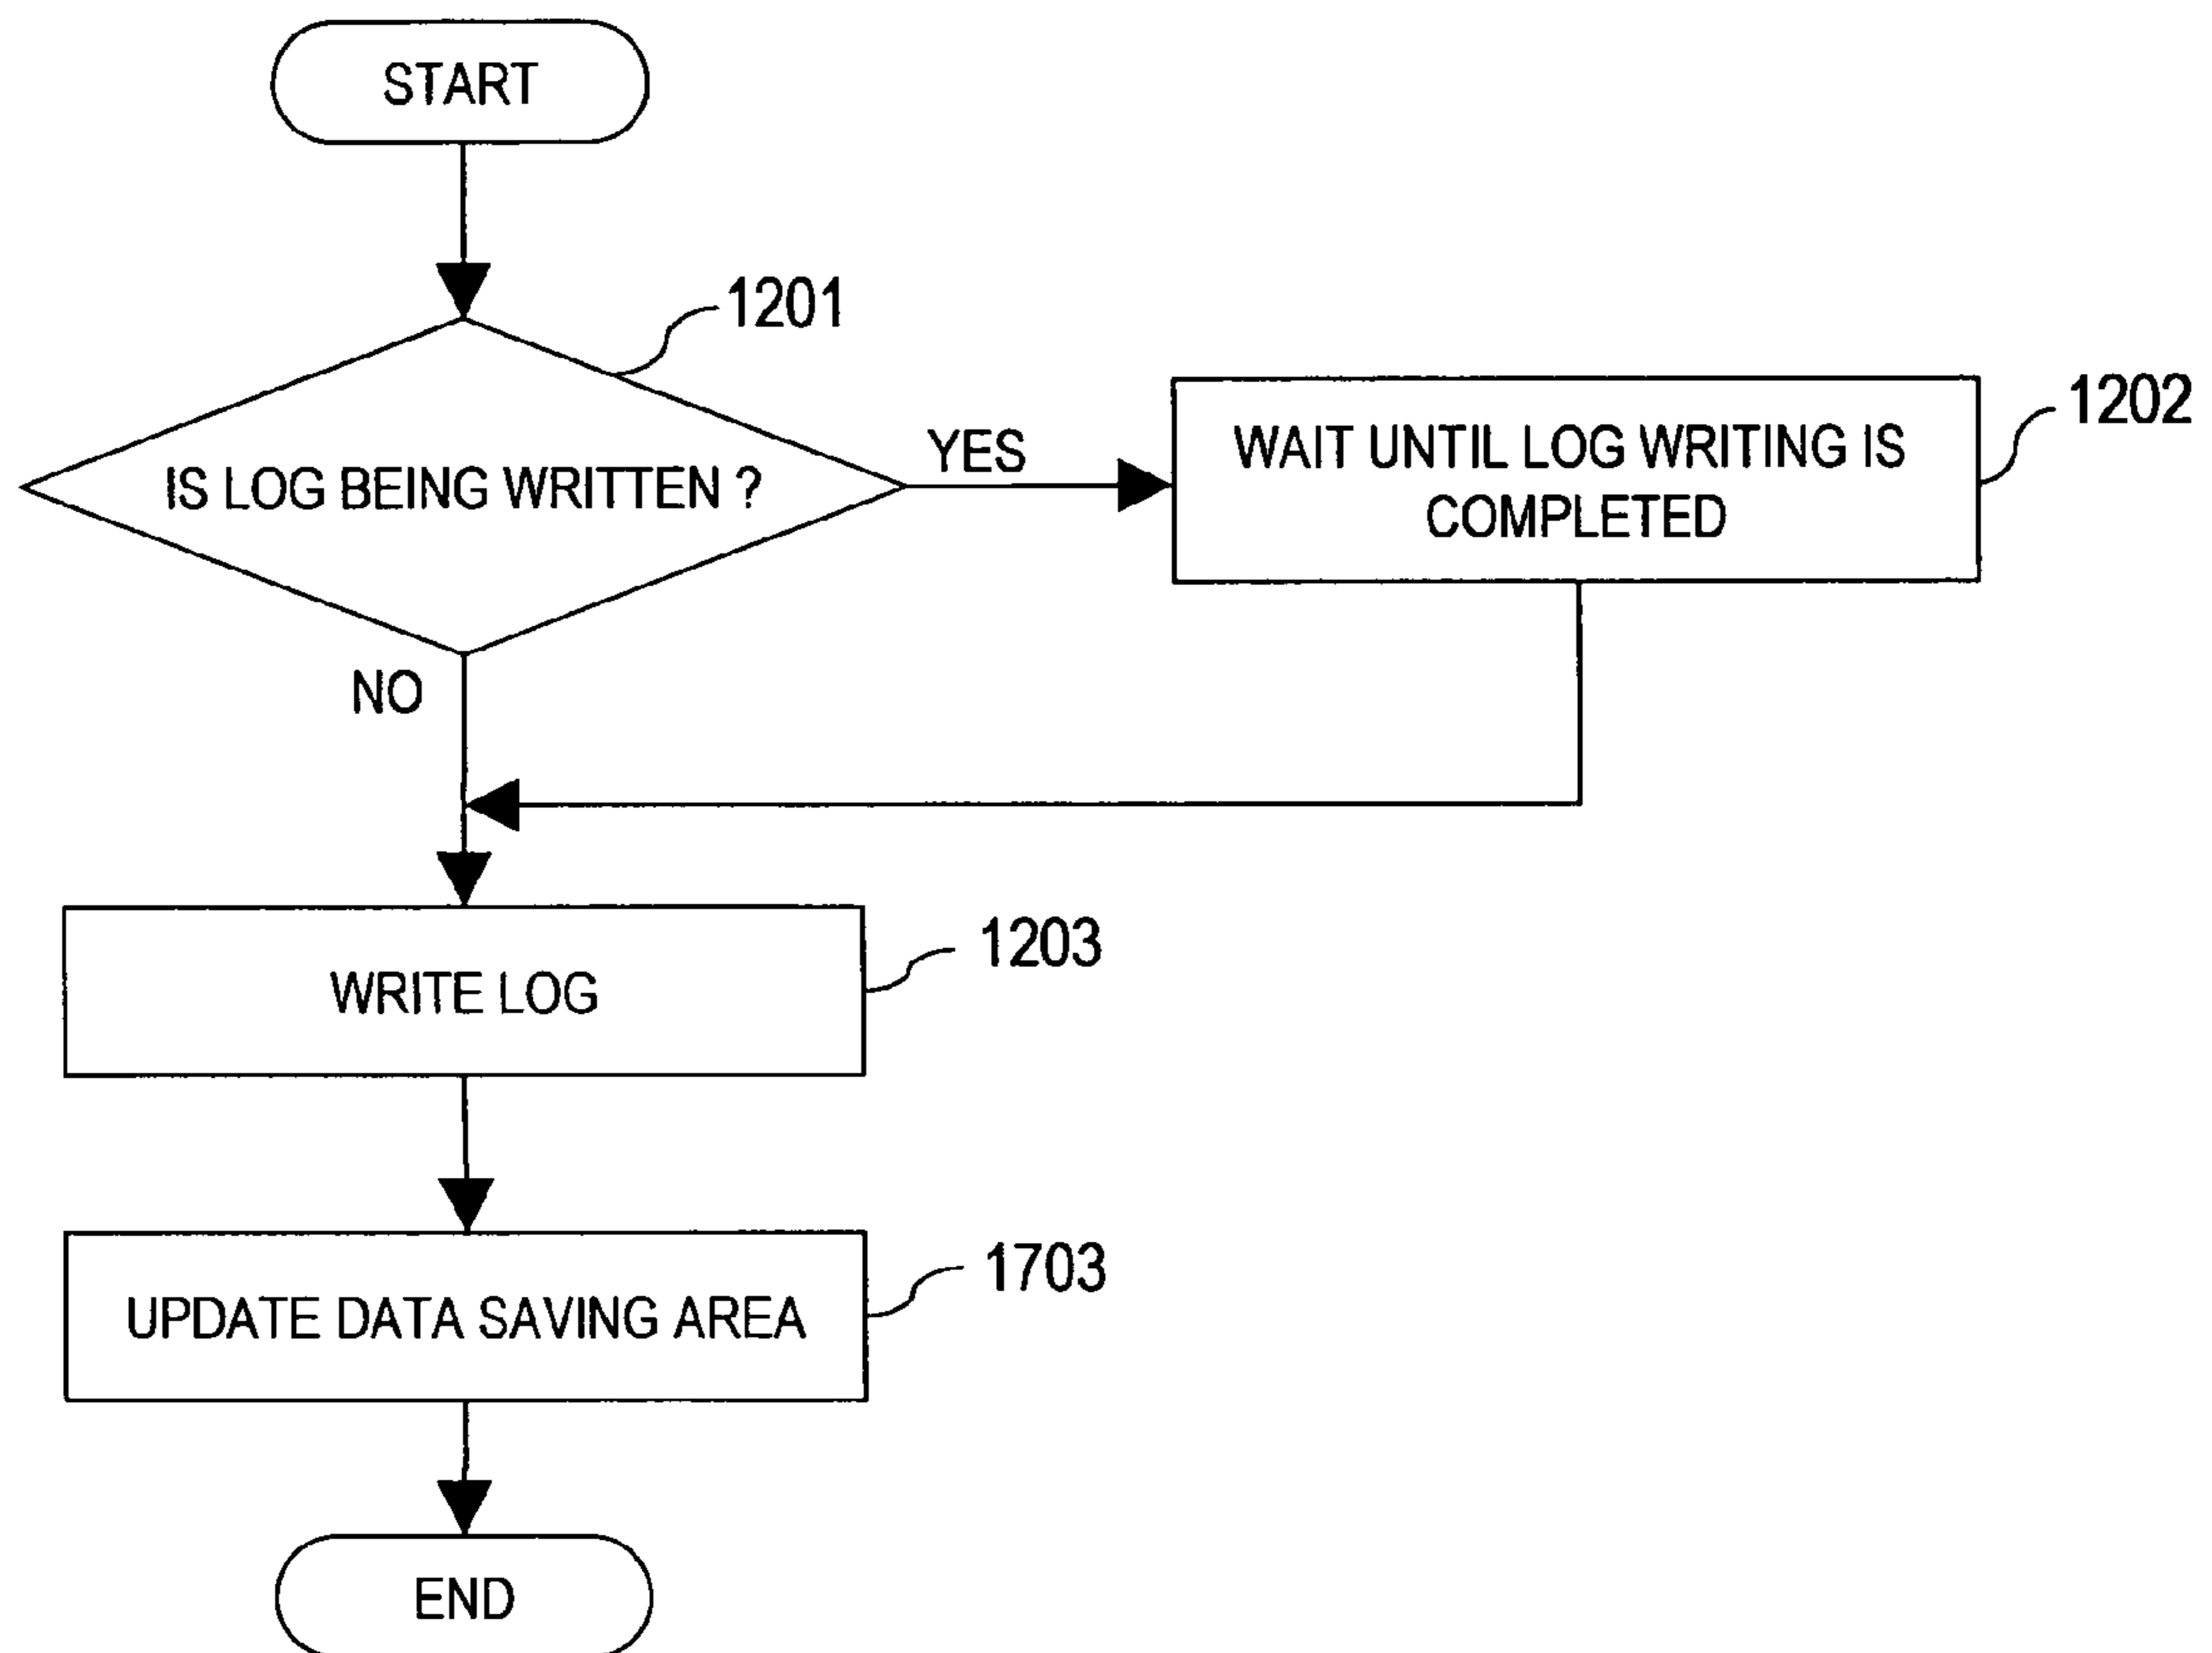 START
1201
IS LOG BEING WRITTEN ?
YES
WAIT UNTIL LOG WRITING IS
COMPLETED
1202
NO
WRITE LOG
1203
UPDATE DATA SAVING AREA
1703
END